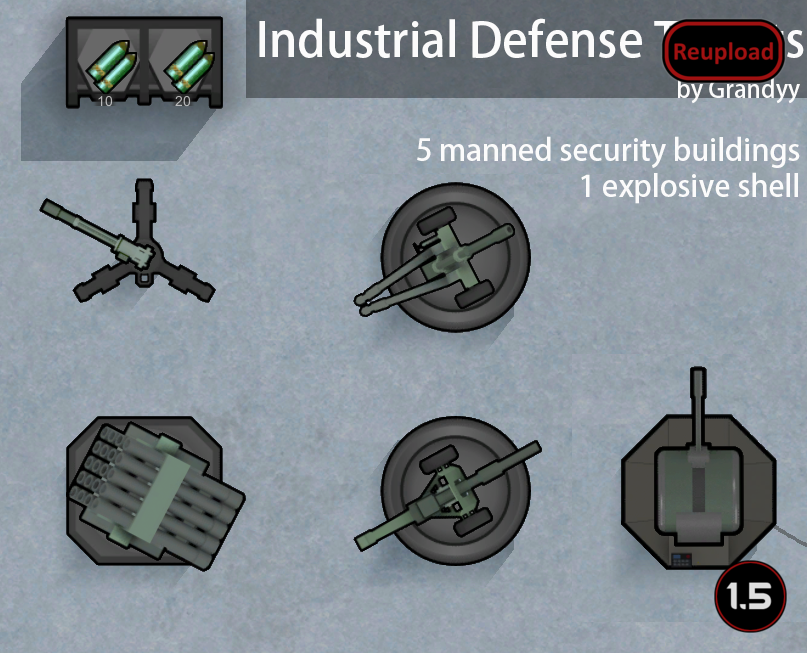 Industrial Defense
Reupload
by Grandyy
5 manned security buildings
1 explosive shell
10
20
1.5